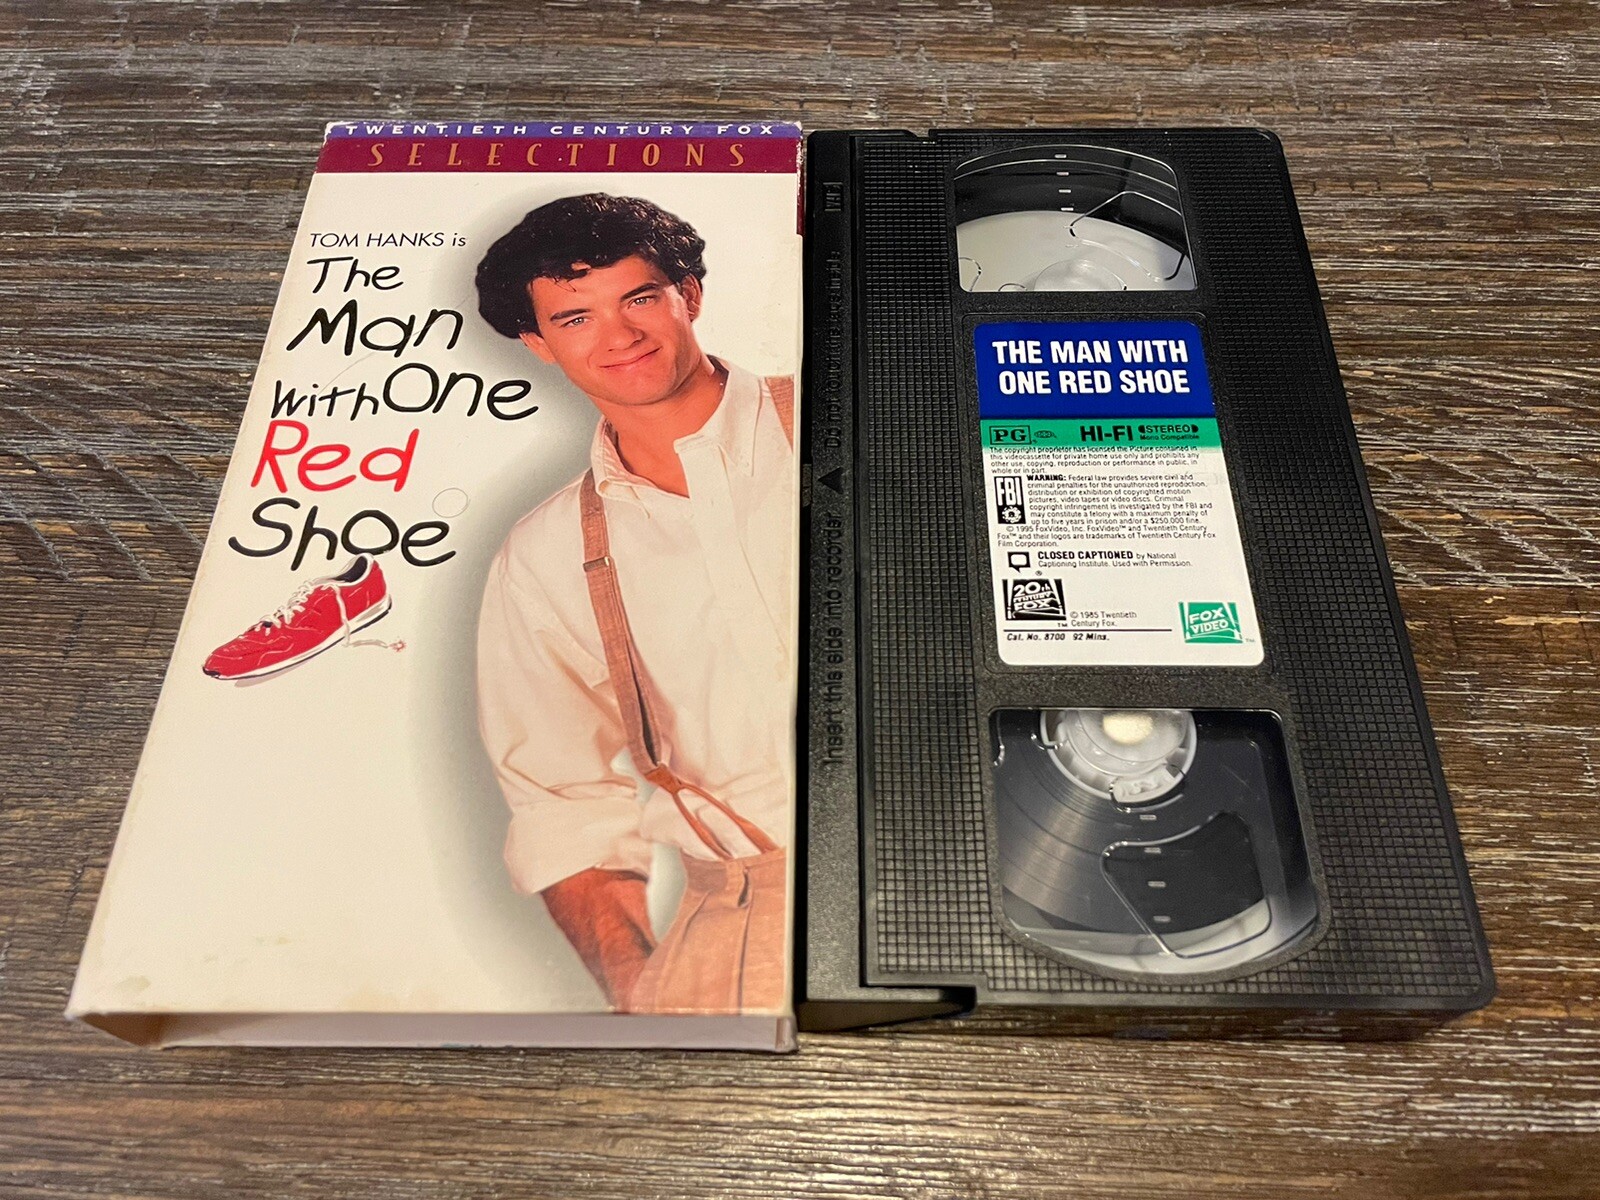 TWENTIETH CENTURY FOX
SELECTIONS
TOM HANKS is
The
Man
with One
Red
Shoe
Insert this side into recorder
THE MAN WITH
ONE RED SHOE
PG
HI-FI
STEREO
Mono Compatible
The copyright proprietor has licensed the Picture contained in
this videocassette for private home use only and prohibits any
other use, copying, reproduction or performance in public, in
whole or in part.
FBI
WARNING: Federal law provides severe civil and
criminal penalties for the unauthorized reproduction,
distribution or exhibition of copyrighted motion
pictures, video tapes or video discs. Criminal
copyright infringement is investigated by the FBI and
may constitute a felony with a maximum penalty of
up to five years in prison and/or a $250,000 fine.
© 1995 FoxVideo, Inc. FoxVideo™ and Twentieth Century
Fox™ and their logos are trademarks of Twentieth Century Fox
Film Corporation.
CLOSED CAPTIONED by National
Captioning Institute. Used with Permission.
®
20th
CENTURY
FOX
TM
© 1985 Twentieth
Century Fox.
FOX
VIDEO
TM
Cat. No. 8700 92 Mins.